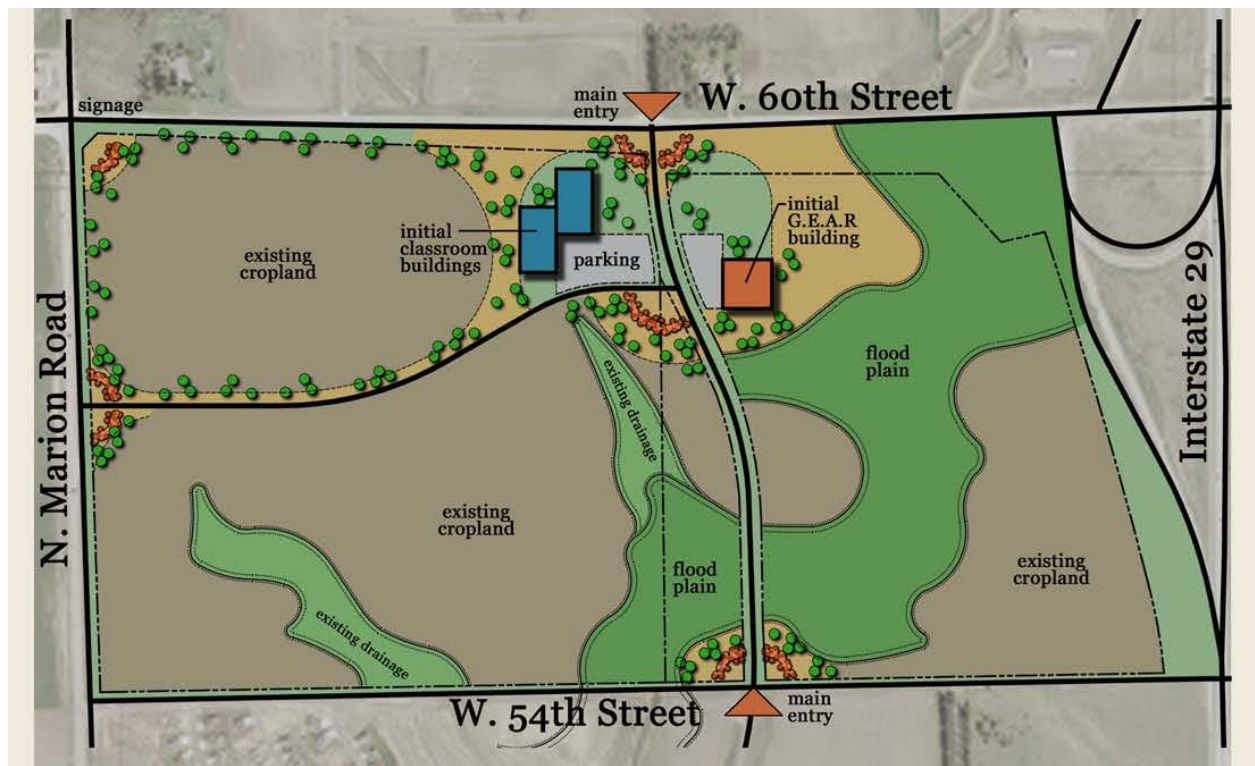 signage
main
entry
W. 60th Street
initial
classroom
buildings
parking
initial
G.E.A.R
building
existing
cropland
N. Marion Road
Interstate 29
flood
plain
existing drainage
existing
cropland
flood
plain
existing
cropland
existing drainage
W. 54th Street
main
entry